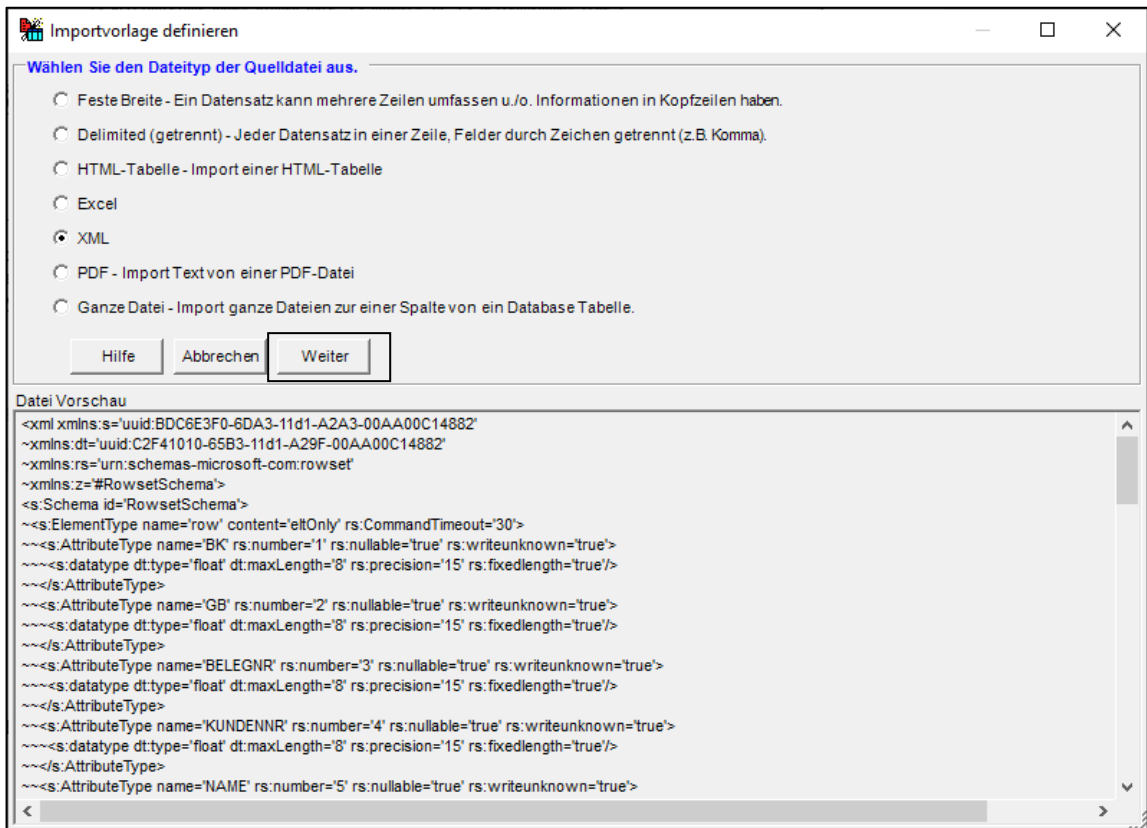 Importvorlage definieren
Wählen Sie den Dateityp der Quelldatei aus.
Feste Breite - Ein Datensatz kann mehrere Zeilen umfassen u./o. Informationen in Kopfzeilen haben.
Delimited (getrennt) - Jeder Datensatz in einer Zeile, Felder durch Zeichen getrennt (z.B. Komma).
HTML-Tabelle - Import einer HTML-Tabelle
Excel
XML
PDF - Import Text von einer PDF-Datei
Ganze Datei - Import ganze Dateien zur einer Spalte von ein Database Tabelle.
Hilfe Abbrechen Weiter
Datei Vorschau
<xml xmlns:s='uuid:BDC6E3F0-6DA3-11d1-A2A3-00AA00C14882'
~xmlns:dt='uuid:C2F41010-65B3-11d1-A29F-00AA00C14882'
~xmlns:rs='urn:schemas-microsoft-com:rowset'
~xmlns:z='#RowsetSchema'>
<s:Schema id='RowsetSchema'>
~<s:ElementType name='row' content='eltOnly' rs:CommandTimeout='30'>
~~<s:AttributeType name='BK' rs:number='1' rs:nullable='true' rs:writeunknown='true'>
~~~<s:datatype dt:type='float' dt:maxLength='8' rs:precision='15' rs:fixedlength='true'/>
~~</s:AttributeType>
~~<s:AttributeType name='GB' rs:number='2' rs:nullable='true' rs:writeunknown='true'>
~~~<s:datatype dt:type='float' dt:maxLength='8' rs:precision='15' rs:fixedlength='true'/>
~~</s:AttributeType>
~~<s:AttributeType name='BELEGNR' rs:number='3' rs:nullable='true' rs:writeunknown='true'>
~~~<s:datatype dt:type='float' dt:maxLength='8' rs:precision='15' rs:fixedlength='true'/>
~~</s:AttributeType>
~~<s:AttributeType name='KUNDENNR' rs:number='4' rs:nullable='true' rs:writeunknown='true'>
~~~<s:datatype dt:type='float' dt:maxLength='8' rs:precision='15' rs:fixedlength='true'/>
~~</s:AttributeType>
~~<s:AttributeType name='NAME' rs:number='5' rs:nullable='true' rs:writeunknown='true'>